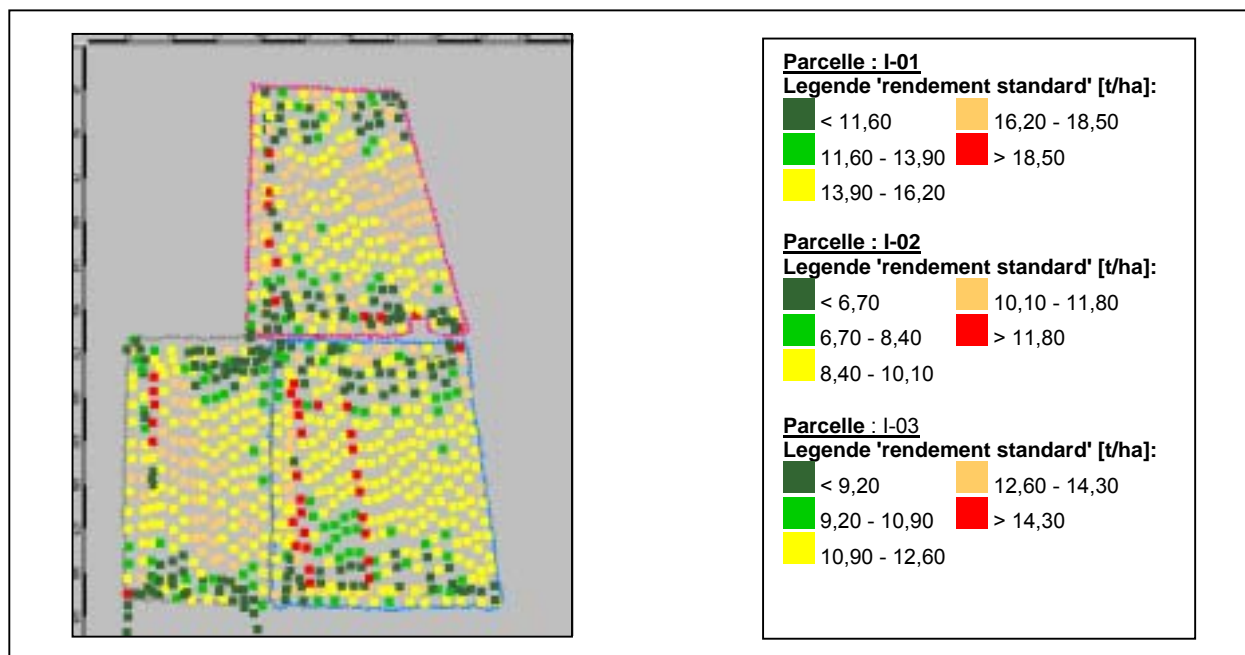 Parcelle : I-01
Legende 'rendement standard' [t/ha]:
< 11,60 16,20 - 18,50
11,60 - 13,90 > 18,50
13,90 - 16,20
Parcelle : I-02
Legende 'rendement standard' [t/ha]:
< 6,70 10,10 - 11,80
6,70 - 8,40 > 11,80
8,40 - 10,10
Parcelle : I-03
Legende 'rendement standard' [t/ha]:
< 9,20 12,60 - 14,30
9,20 - 10,90 > 14,30
10,90 - 12,60